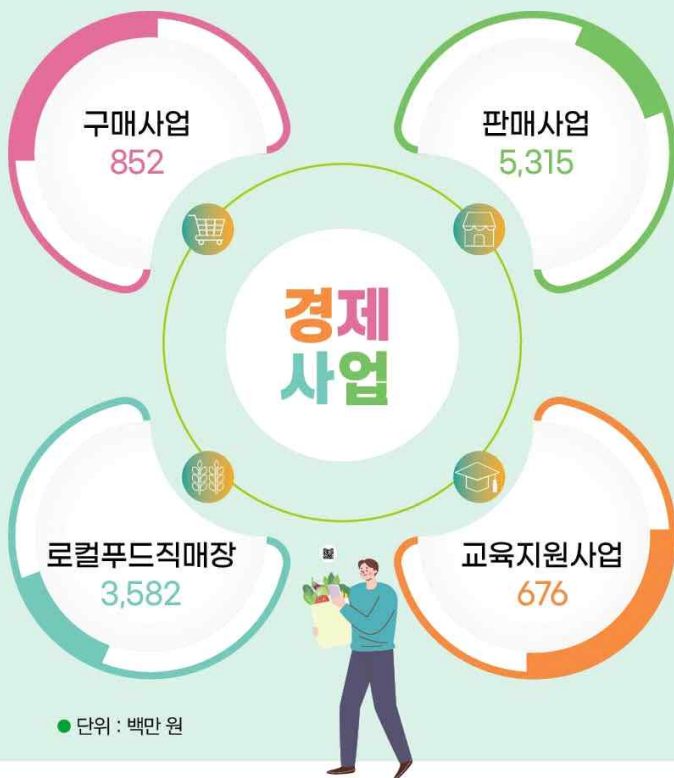 구매사업
852
판매사업
5,315
경제
사업
로컬푸드직매장
3,582
교육지원사업
676
단위 : 백만 원